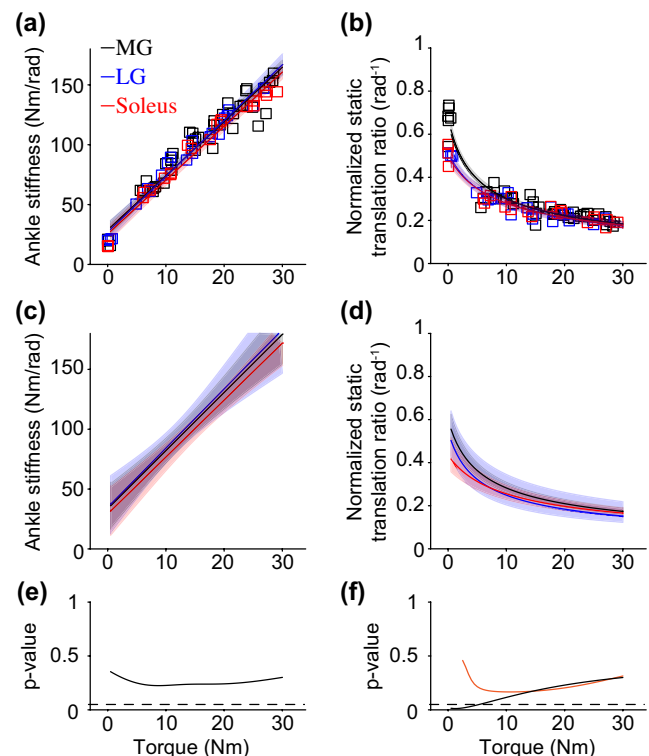 (a)
MG
LG
Soleus
Ankle stiffness (Nm/rad)
150
100
50
0
0 10 20 30
(b)
Normalized static
translation ratio (rad⁻¹)
1
0.8
0.6
0.4
0.2
0
0 10 20 30
(c)
Ankle stiffness (Nm/rad)
150
100
50
0
0 10 20 30
(d)
Normalized static
translation ratio (rad⁻¹)
1
0.8
0.6
0.4
0.2
0
0 10 20 30
(e)
p-value
1
0.5
0
0 10 20 30
Torque (Nm)
(f)
p-value
1
0.5
0
0 10 20 30
Torque (Nm)